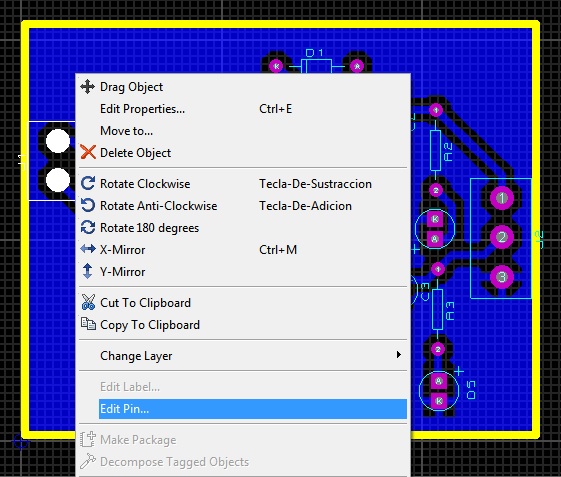 D1
K
A
Drag Object
Edit Properties... Ctrl+E
Move to...
Delete Object
Rotate Clockwise Tecla-De-Sustraccion
Rotate Anti-Clockwise Tecla-De-Adicion
Rotate 180 degrees
X-Mirror Ctrl+M
Y-Mirror
Cut To Clipboard
Copy To Clipboard
Change Layer
Edit Label...
Edit Pin...
Make Package
Decompose Tagged Objects
1
R2
2
K
A
+
1
R3
2
A
+
K
D5
1
2
3
J2